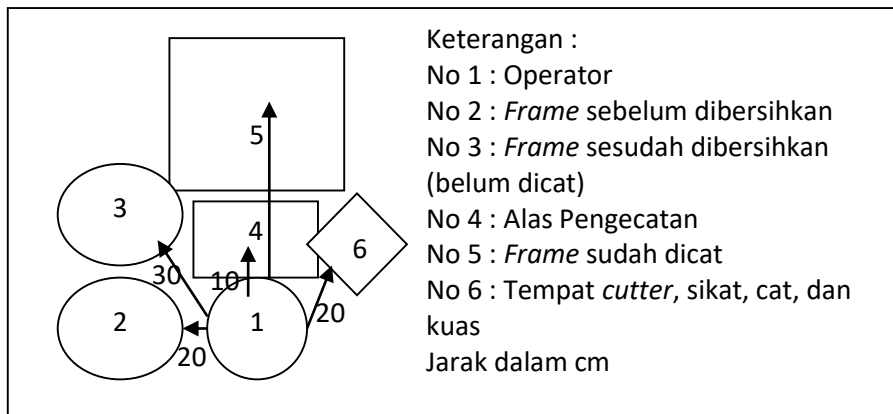 Keterangan :
No 1 : Operator
No 2 : Frame sebelum dibersihkan
No 3 : Frame sesudah dibersihkan
(belum dicat)
No 4 : Alas Pengecatan
No 5 : Frame sudah dicat
No 6 : Tempat cutter, sikat, cat, dan
kuas
Jarak dalam cm
5
3
4
6
30
10
2
1
20
20